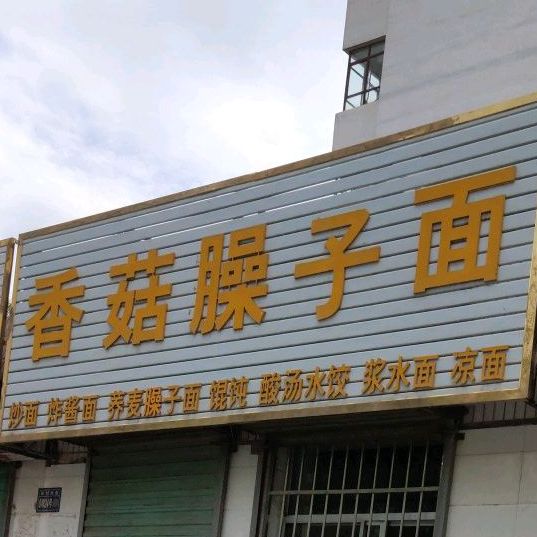 香菇臊子面
炒面 炸酱面 荞麦臊子面 馄饨 酸汤水饺 浆水面 凉面